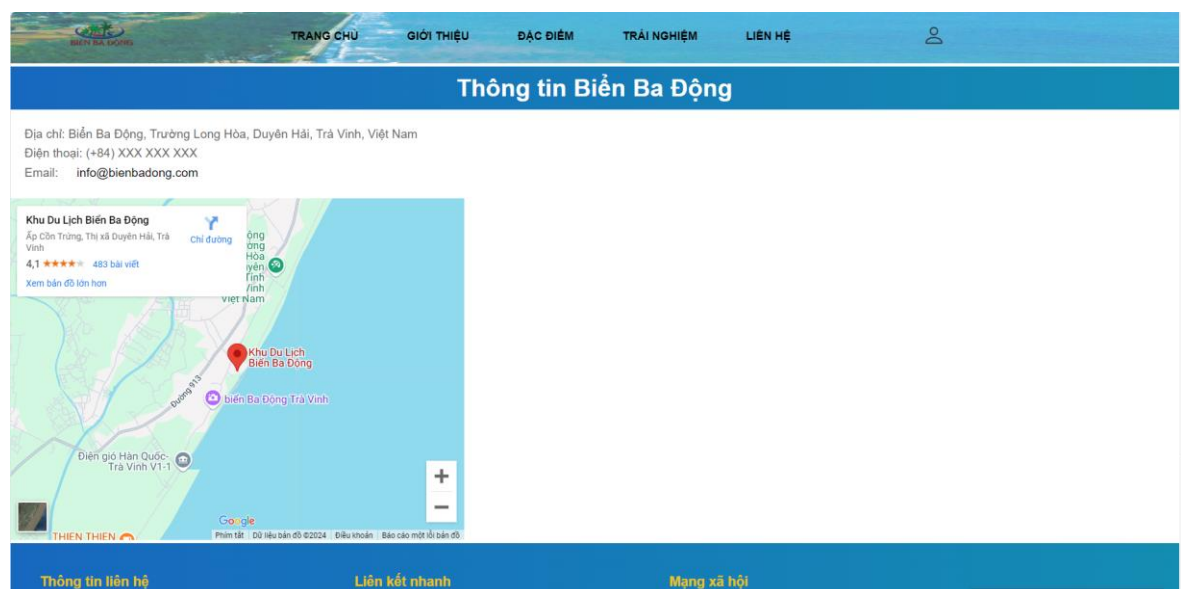 BIỂN BA ĐỘNG
TRANG CHỦ GIỚI THIỆU ĐẶC ĐIỂM TRẢI NGHIỆM LIÊN HỆ
Thông tin Biển Ba Động
Địa chỉ: Biển Ba Động, Trường Long Hòa, Duyên Hải, Trà Vinh, Việt Nam
Điện thoại: (+84) XXX XXX XXX
Email: info@bienbadong.com
Khu Du Lịch Biển Ba Động
Ấp Cồn Trứng, Thị xã Duyên Hải, Trà
Vinh
Chỉ đường
4,1 483 bài viết
Xem bản đồ lớn hơn
Hòa
Tỉnh
Việt Nam
Khu Du Lịch
Biển Ba Động
Đường 913
biển Ba Động Trà Vinh
Điện gió Hàn Quốc-
Trà Vinh V1-1
+
−
THIEN THIEN
Google
Phím tắt Dữ liệu bản đồ ©2024 Điều khoản Báo cáo một lỗi bản đồ
Thông tin liên hệ Liên kết nhanh Mạng xã hội